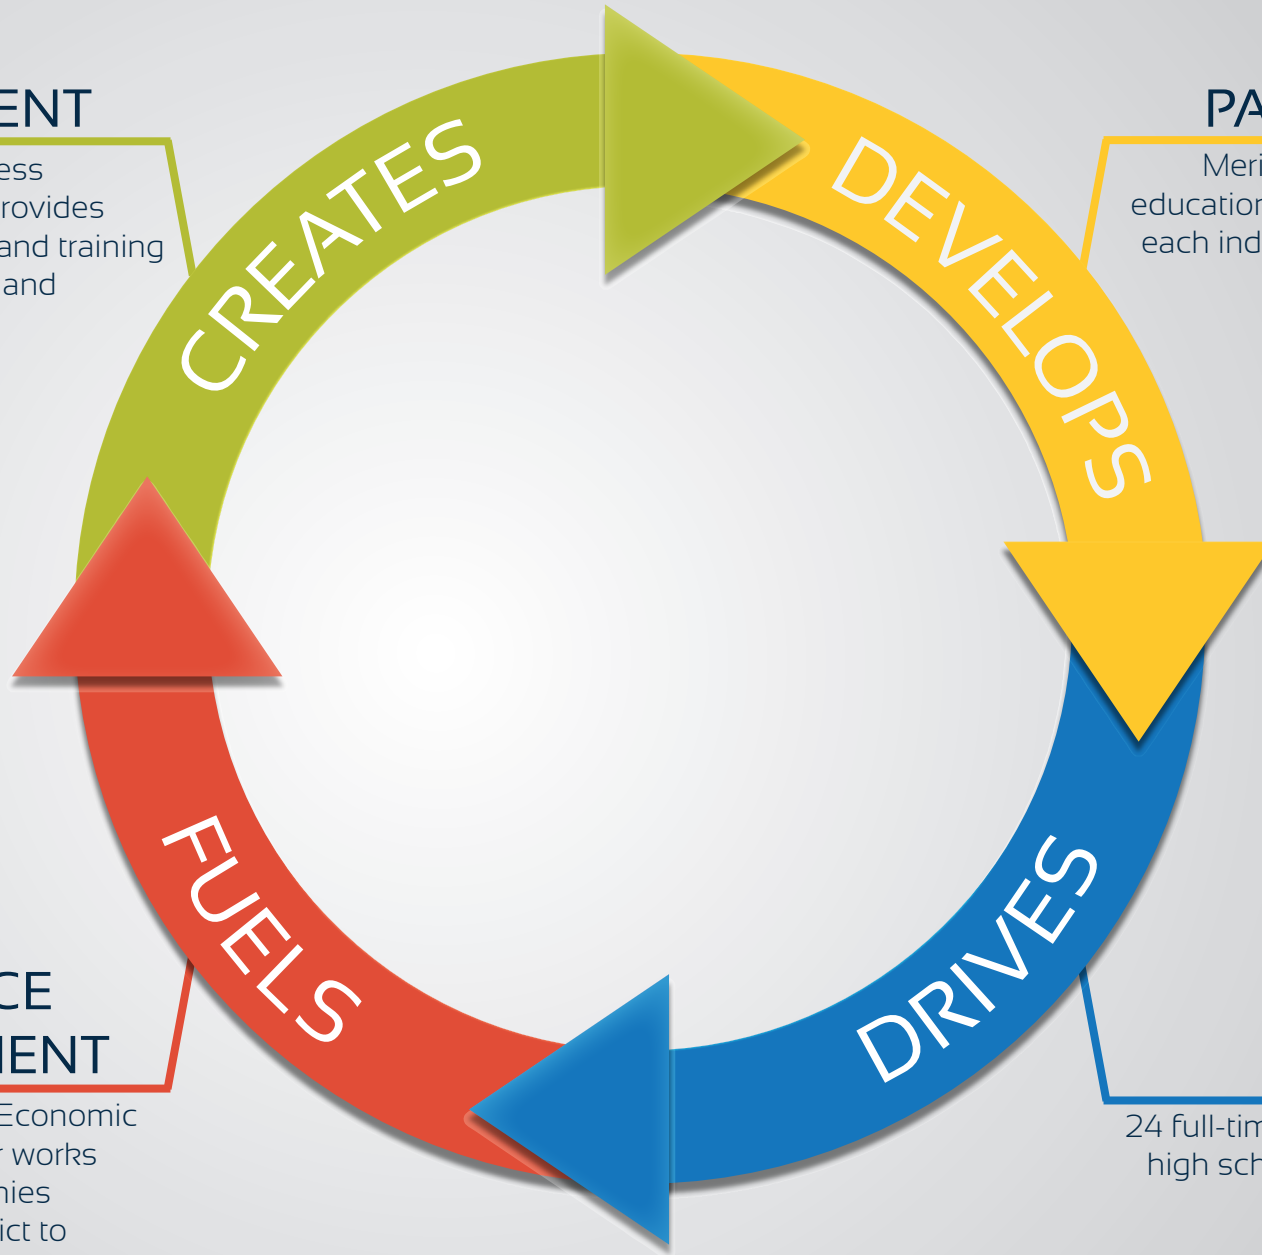 ENT
ess
rovides
and training
and
CREATES
PA
Meri
education
each ind
DEVELOPS
DRIVES
24 full-tim
high sch
FUELS
CE
MENT
Economic
r works
nies
ict to